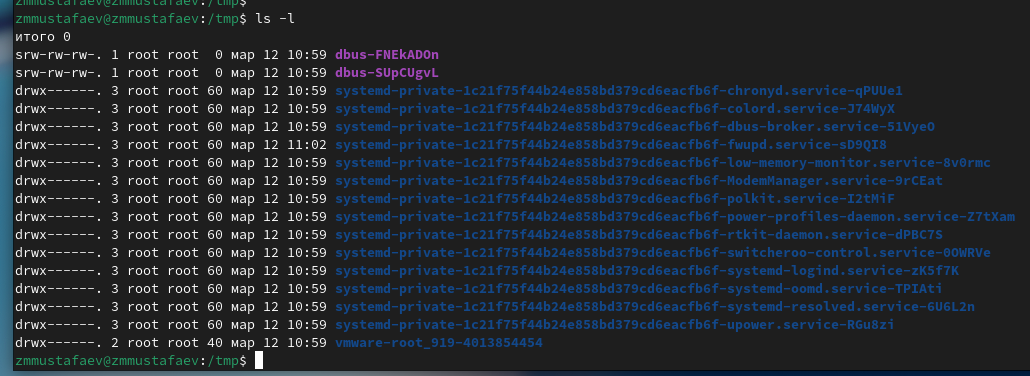 zmmustafaev@zmmustafaev:/tmp$
zmmustafaev@zmmustafaev:/tmp$ ls -l
итого 0
srw-rw-rw-. 1 root root  0 мар 12 10:59 dbus-FNEkADOn
srw-rw-rw-. 1 root root  0 мар 12 10:59 dbus-SUpCUgvL
drwx------. 3 root root 60 мар 12 10:59 systemd-private-1c21f75f44b24e858bd379cd6eacfb6f-chronyd.service-qPUUe1
drwx------. 3 root root 60 мар 12 10:59 systemd-private-1c21f75f44b24e858bd379cd6eacfb6f-colord.service-J74WyX
drwx------. 3 root root 60 мар 12 10:59 systemd-private-1c21f75f44b24e858bd379cd6eacfb6f-dbus-broker.service-51VyeO
drwx------. 3 root root 60 мар 12 11:02 systemd-private-1c21f75f44b24e858bd379cd6eacfb6f-fwupd.service-sD9QI8
drwx------. 3 root root 60 мар 12 10:59 systemd-private-1c21f75f44b24e858bd379cd6eacfb6f-low-memory-monitor.service-8v0rmc
drwx------. 3 root root 60 мар 12 10:59 systemd-private-1c21f75f44b24e858bd379cd6eacfb6f-ModemManager.service-9rCEat
drwx------. 3 root root 60 мар 12 10:59 systemd-private-1c21f75f44b24e858bd379cd6eacfb6f-polkit.service-I2tMiF
drwx------. 3 root root 60 мар 12 10:59 systemd-private-1c21f75f44b24e858bd379cd6eacfb6f-power-profiles-daemon.service-Z7tXam
drwx------. 3 root root 60 мар 12 10:59 systemd-private-1c21f75f44b24e858bd379cd6eacfb6f-rtkit-daemon.service-dPBC7S
drwx------. 3 root root 60 мар 12 10:59 systemd-private-1c21f75f44b24e858bd379cd6eacfb6f-switcheroo-control.service-0OWRVe
drwx------. 3 root root 60 мар 12 10:59 systemd-private-1c21f75f44b24e858bd379cd6eacfb6f-systemd-logind.service-zK5f7K
drwx------. 3 root root 60 мар 12 10:59 systemd-private-1c21f75f44b24e858bd379cd6eacfb6f-systemd-oomd.service-TPIAti
drwx------. 3 root root 60 мар 12 10:59 systemd-private-1c21f75f44b24e858bd379cd6eacfb6f-systemd-resolved.service-6U6L2n
drwx------. 3 root root 60 мар 12 10:59 systemd-private-1c21f75f44b24e858bd379cd6eacfb6f-upower.service-RGu8zi
drwx------. 2 root root 40 мар 12 10:59 vmware-root_919-4013854454
zmmustafaev@zmmustafaev:/tmp$